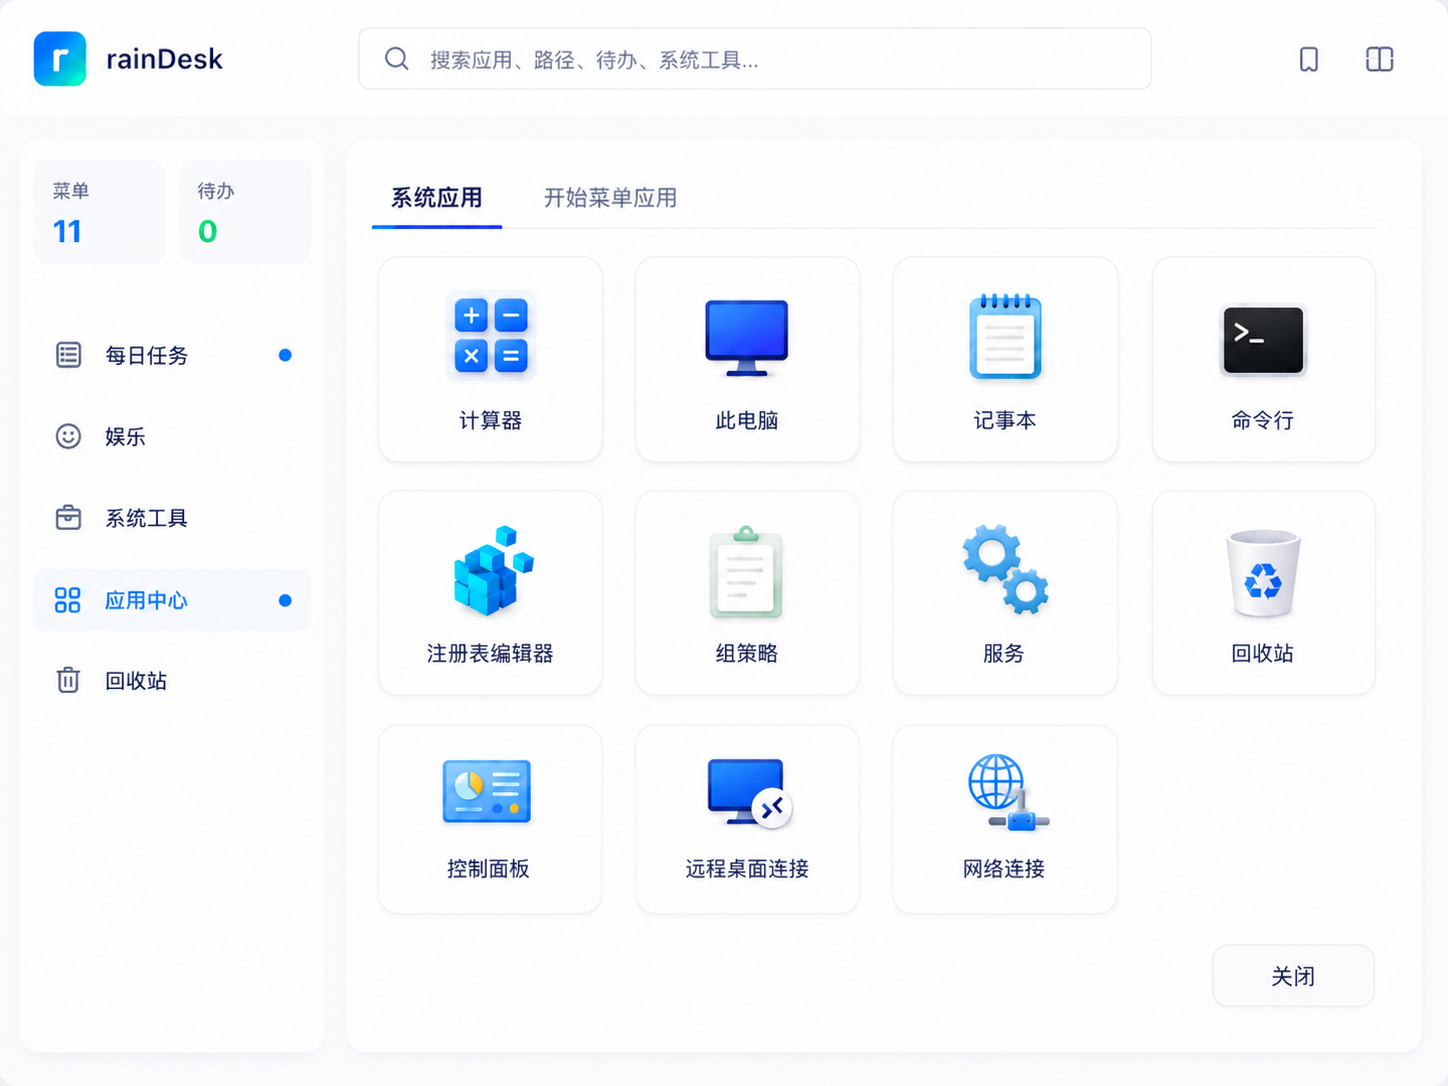 r rainDesk
搜索应用、路径、待办、系统工具...
菜单
11
待办
0
每日任务
娱乐
系统工具
应用中心
回收站
系统应用
开始菜单应用
计算器
此电脑
记事本
>_
命令行
注册表编辑器
组策略
服务
回收站
控制面板
远程桌面连接
网络连接
关闭